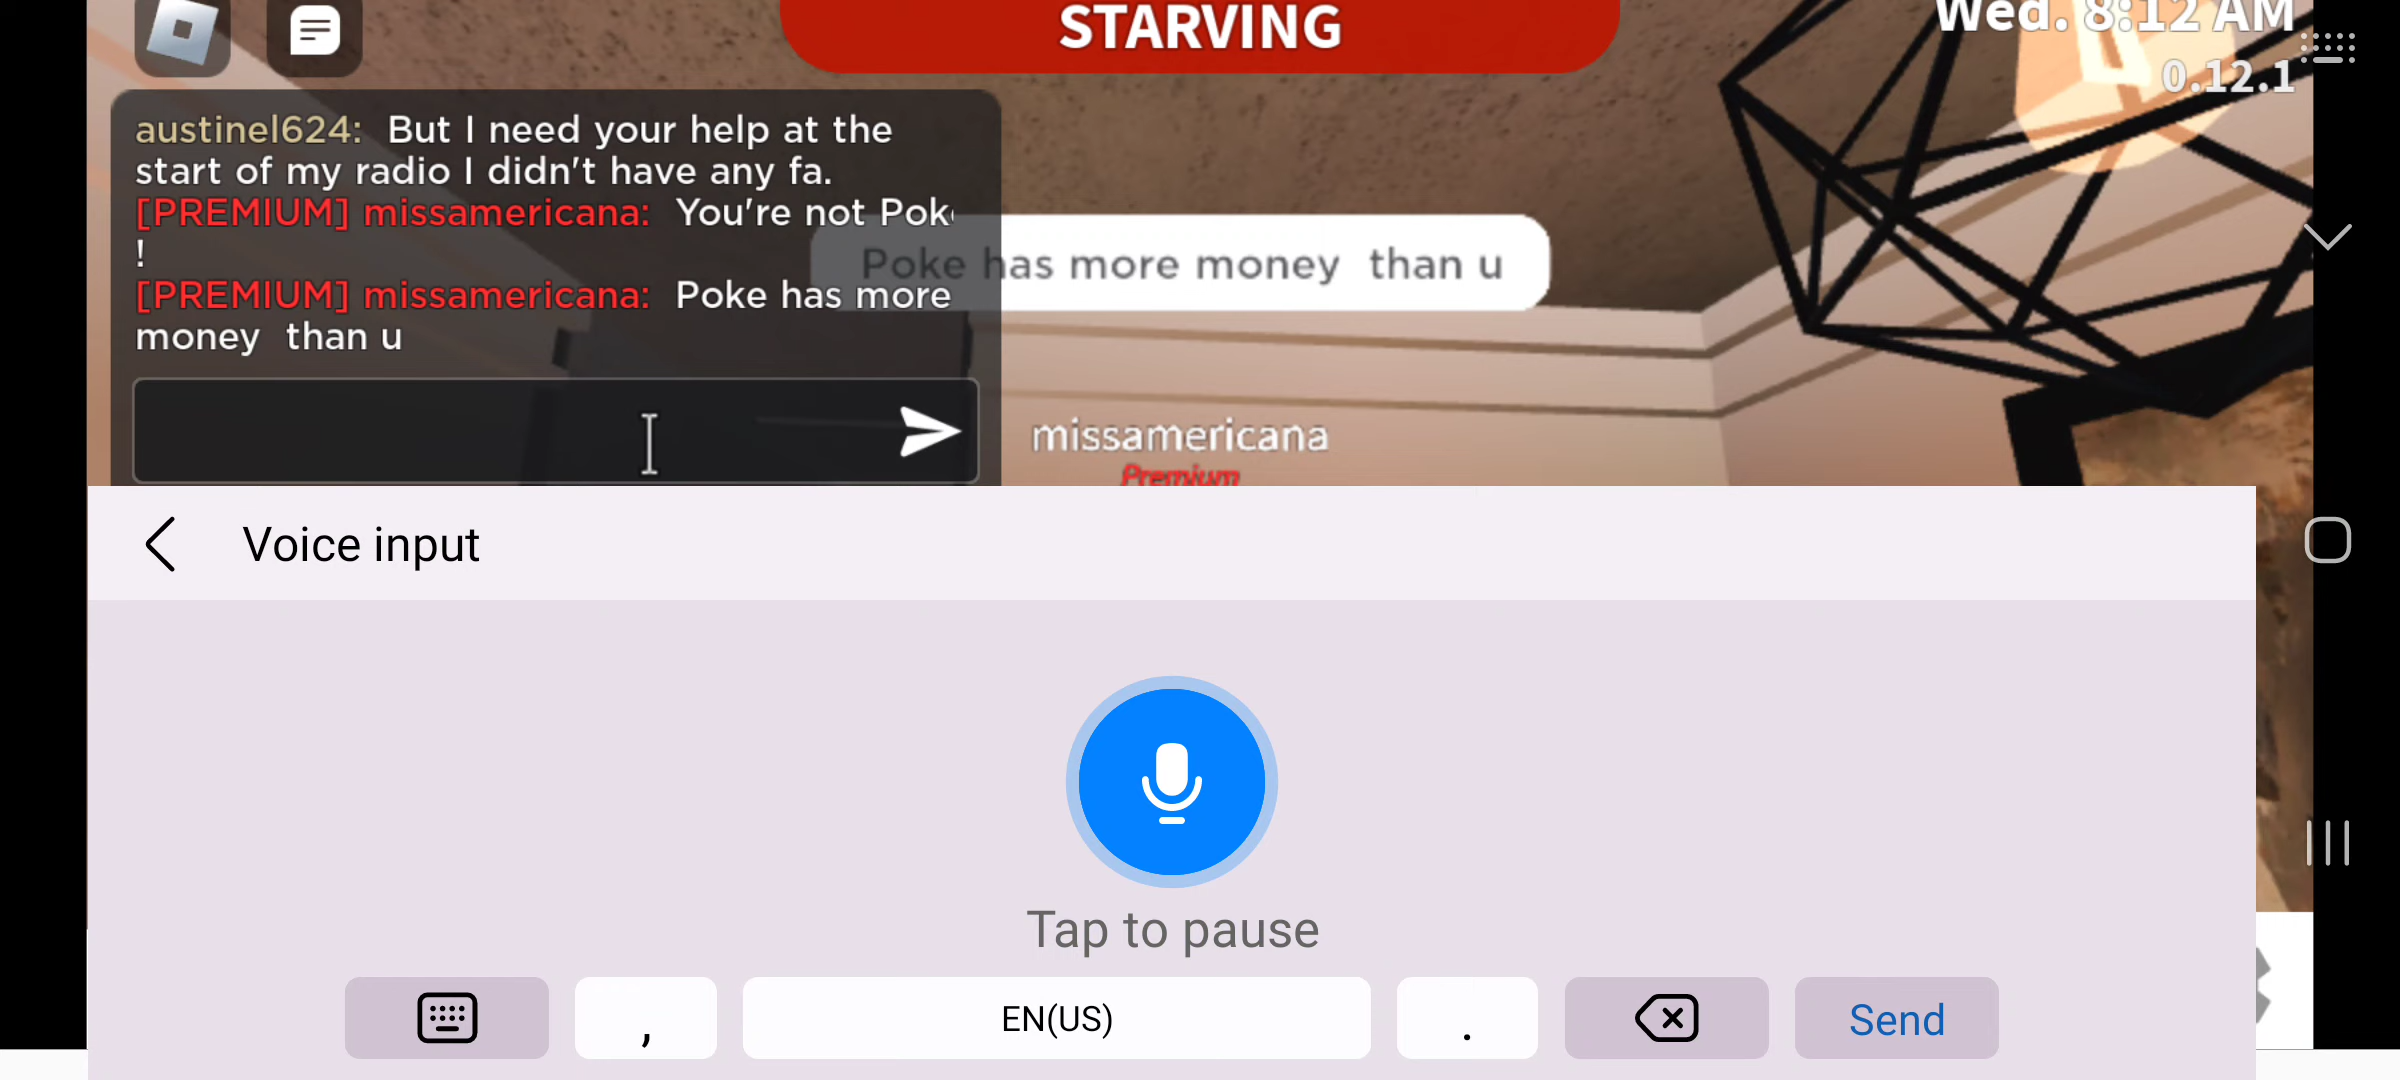 STARVING
Wed. 8:12 AM
0.12.1
austinel624: But I need your help at the
start of my radio I didn't have any fa.
[PREMIUM] missamericana: You're not Poke
!
[PREMIUM] missamericana: Poke has more
money than u
Poke has more money than u
missamericana
Premium
Voice input
Tap to pause
,
EN(US)
.
Send